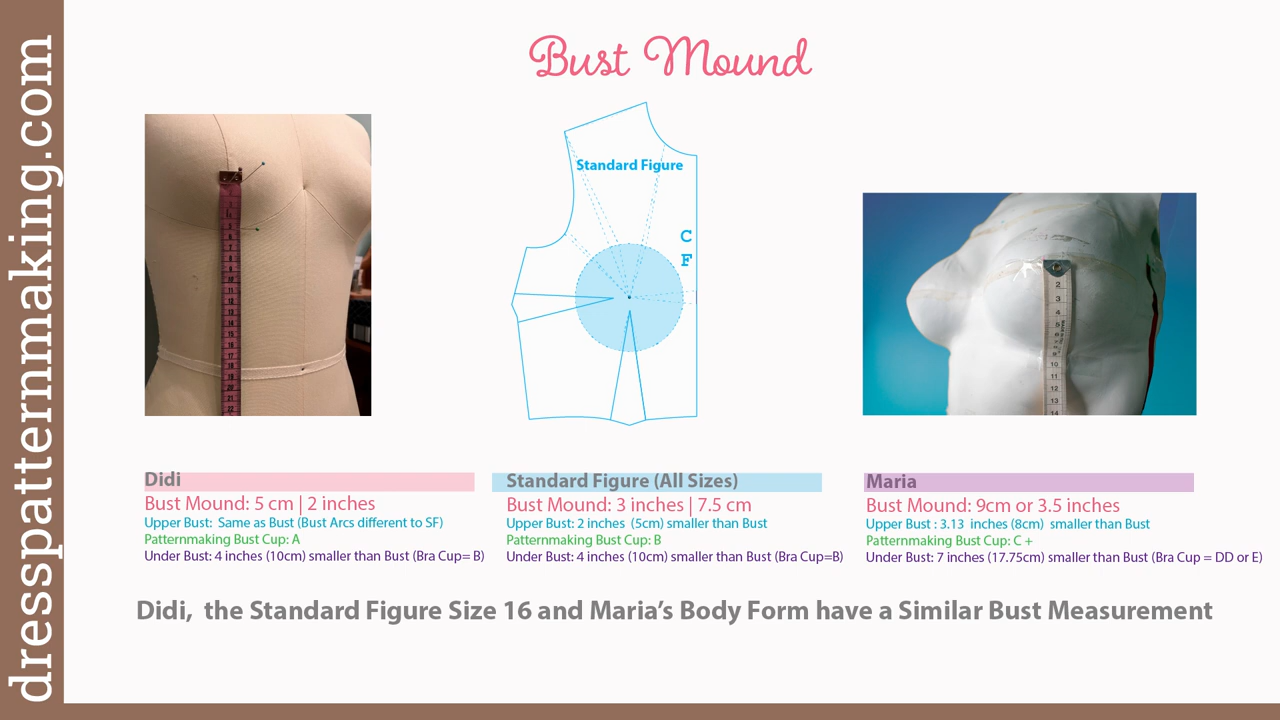 dresspatternmaking.com
Bust Mound
Standard Figure
C
F
Didi
Bust Mound: 5 cm | 2 inches
Upper Bust:  Same as Bust (Bust Arcs different to SF)
Patternmaking Bust Cup: A
Under Bust: 4 inches (10cm) smaller than Bust (Bra Cup= B)
Standard Figure (All Sizes)
Bust Mound: 3 inches | 7.5 cm
Upper Bust: 2 inches  (5cm) smaller than Bust
Patternmaking Bust Cup: B
Under Bust: 4 inches (10cm) smaller than Bust (Bra Cup=B)
Maria
Bust Mound: 9cm or 3.5 inches
Upper Bust : 3.13  inches (8cm)  smaller than Bust
Patternmaking Bust Cup: C +
Under Bust: 7 inches (17.75cm) smaller than Bust (Bra Cup = DD or E)
Didi,  the Standard Figure Size 16 and Maria's Body Form have a Similar Bust Measurement